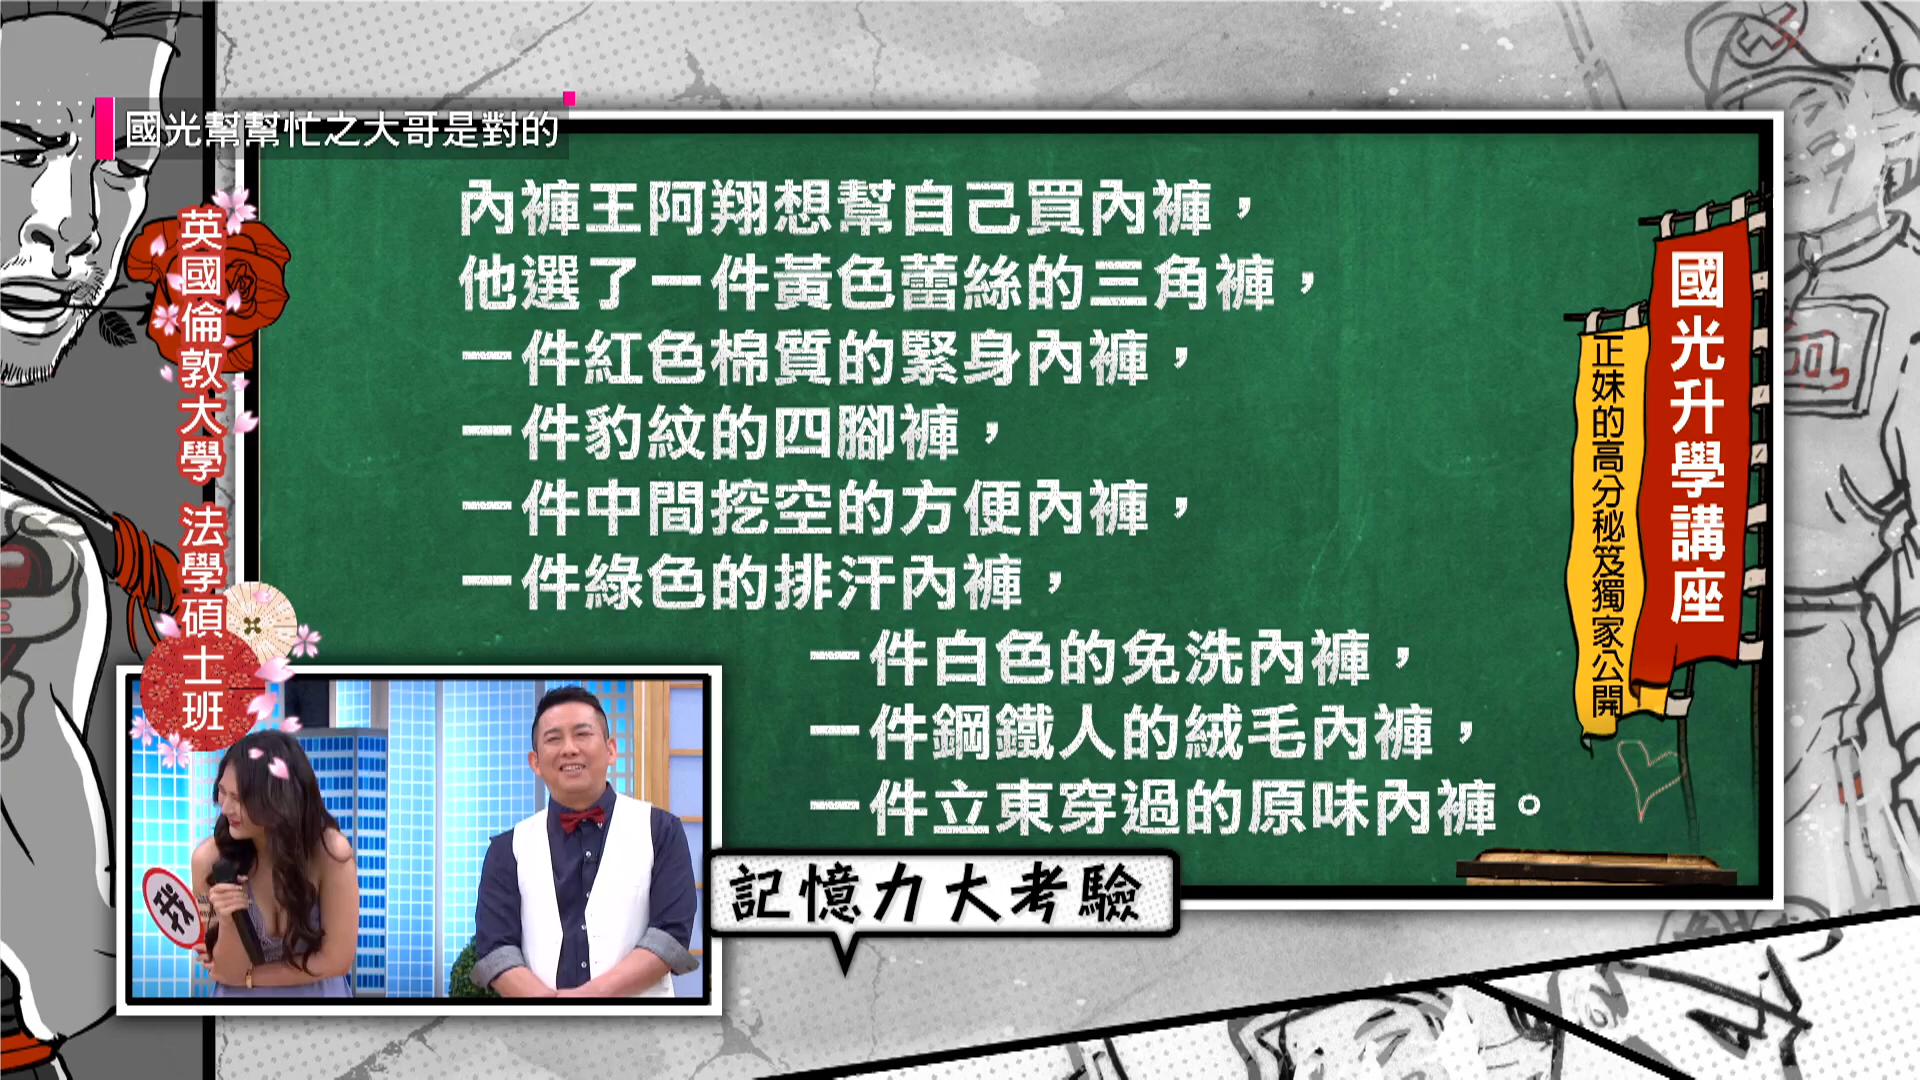 國光幫幫忙之大哥是對的
內褲王阿翔想幫自己買內褲，
他選了一件黃色蕾絲的三角褲，
一件紅色棉質的緊身內褲，
一件豹紋的四腳褲，
一件中間挖空的方便內褲，
一件綠色的排汗內褲，
一件白色的免洗內褲，
一件鋼鐵人的絨毛內褲，
一件立東穿過的原味內褲。
國光升學講座
正妹的高分秘笈獨家公開
英國倫敦大學 法學碩士班
我
記憶力大考驗